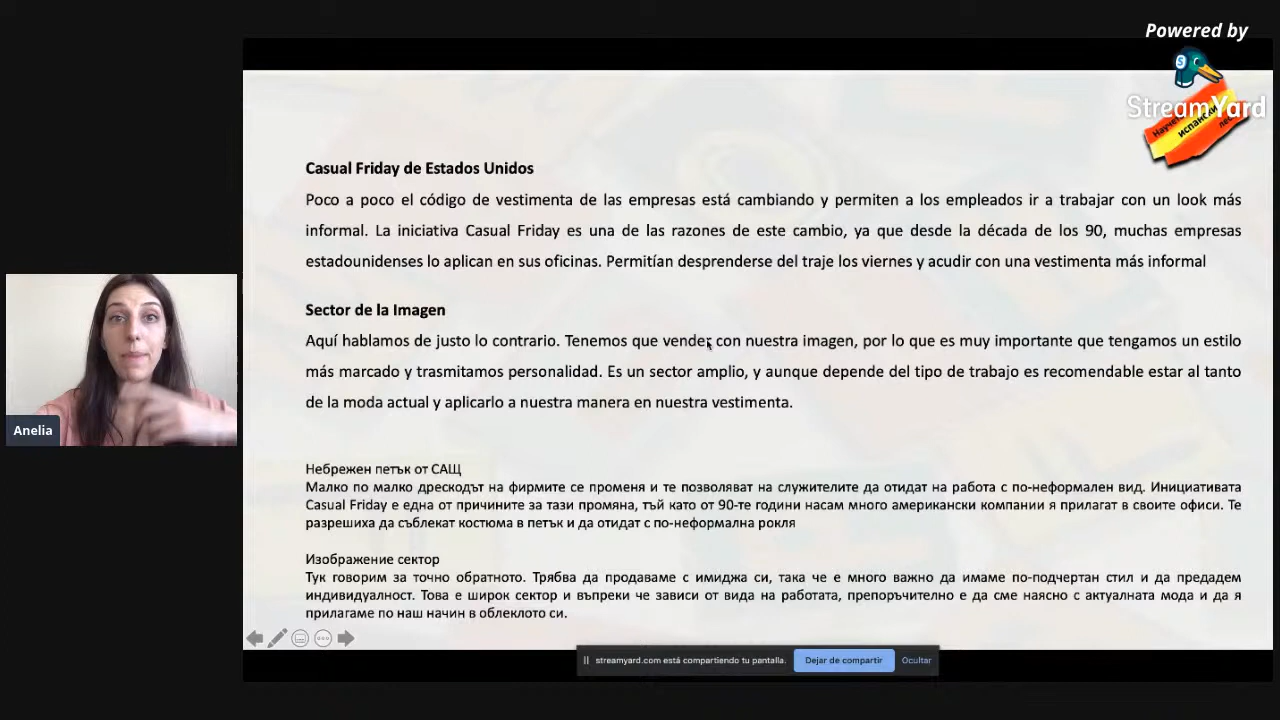 Powered by
StreamYard
Научете
испански
Casual Friday de Estados Unidos
Poco a poco el código de vestimenta de las empresas está cambiando y permiten a los empleados ir a trabajar con un look más
informal. La iniciativa Casual Friday es una de las razones de este cambio, ya que desde la década de los 90, muchas empresas
estadounidenses lo aplican en sus oficinas. Permitían desprenderse del traje los viernes y acudir con una vestimenta más informal
Sector de la Imagen
Aquí hablamos de justo lo contrario. Tenemos que vender con nuestra imagen, por lo que es muy importante que tengamos un estilo
más marcado y trasmitamos personalidad. Es un sector amplio, y aunque depende del tipo de trabajo es recomendable estar al tanto
de la moda actual y aplicarlo a nuestra manera en nuestra vestimenta.
Anelia
Небрежен петък от САЩ
Малко по малко дрескодът на фирмите се променя и те позволяват на служителите да отидат на работа с по-неформален вид. Инициативата
Casual Friday е една от причините за тази промяна, тъй като от 90-те години насам много американски компании я прилагат в своите офиси. Те
разрешиха да съблекат костюма в петък и да отидат с по-неформална рокля
Изображение сектор
Тук говорим за точно обратното. Трябва да продаваме с имиджа си, така че е много важно да имаме по-подчертан стил и да предадем
индивидуалност. Това е широк сектор и въпреки че зависи от вида на работата, препоръчително е да сме наясно с актуалната мода и да я
прилагаме по наш начин в облеклото си.
streamyard.com está compartiendo tu pantalla.
Dejar de compartir
Ocultar